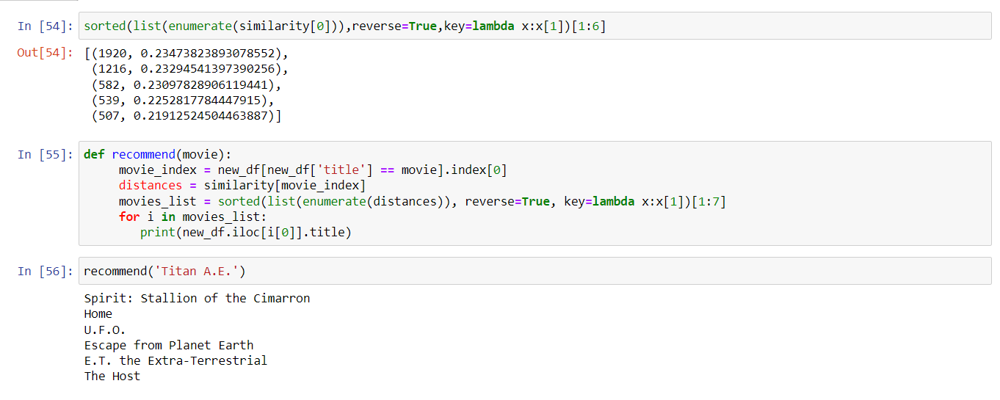 In [54]: sorted(list(enumerate(similarity[0])),reverse=True,key=lambda x:x[1])[1:6]
Out[54]: [(1920, 0.23473823893078552),
(1216, 0.23294541397390256),
(582, 0.23097828906119441),
(539, 0.2252817784447915),
(507, 0.21912524504463887)]
In [55]: def recommend(movie):
movie_index = new_df[new_df['title'] == movie].index[0]
distances = similarity[movie_index]
movies_list = sorted(list(enumerate(distances)), reverse=True, key=lambda x:x[1])[1:7]
for i in movies_list:
print(new_df.iloc[i[0]].title)
In [56]: recommend('Titan A.E.')
Spirit: Stallion of the Cimarron
Home
U.F.O.
Escape from Planet Earth
E.T. the Extra-Terrestrial
The Host